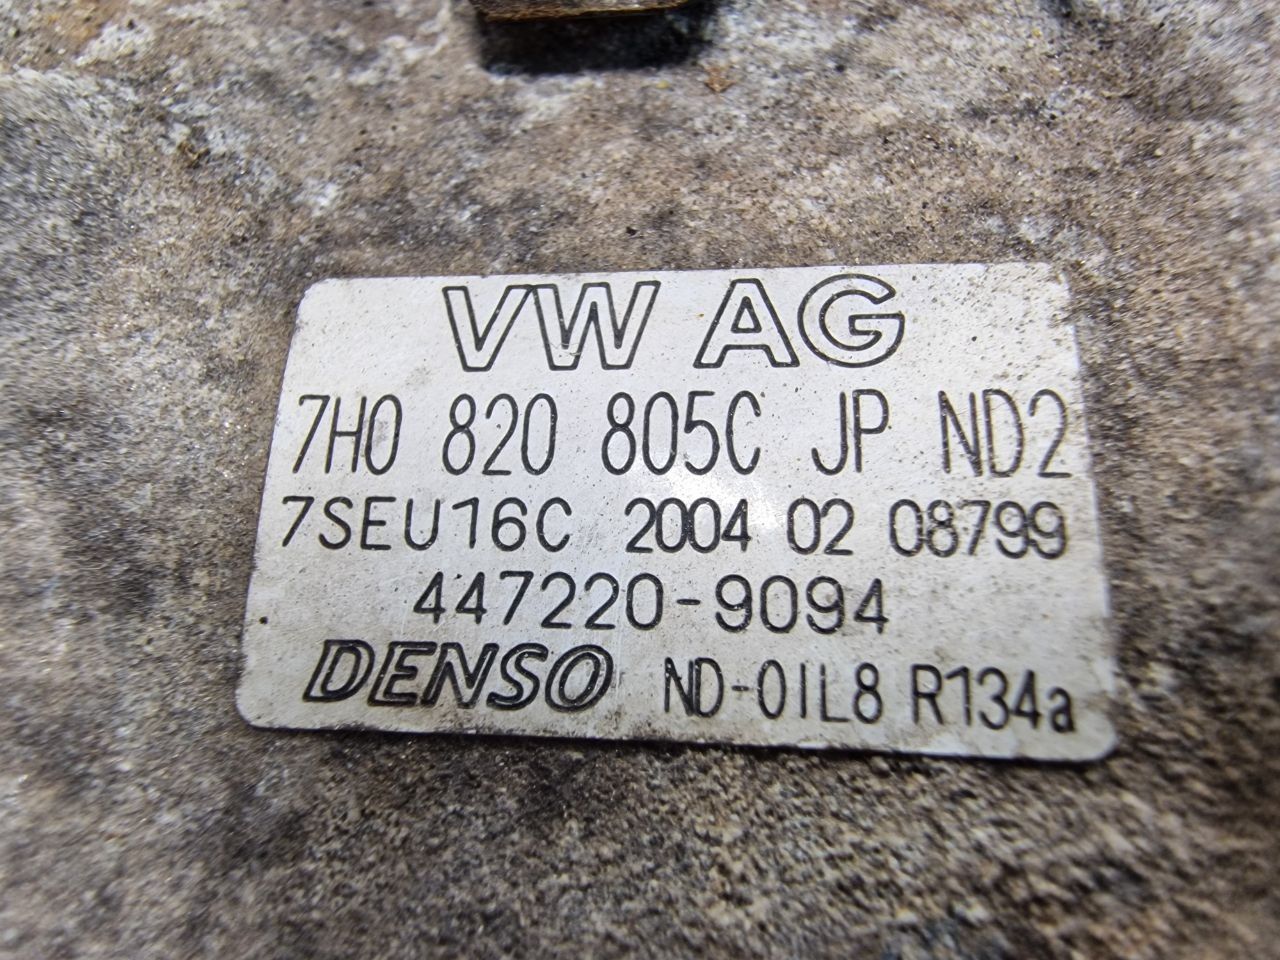 VW AG
7H0 820 805C JP ND2
7SEU16C 2004 02 08799
447220-9094
DENSO ND-OIL8 R134a